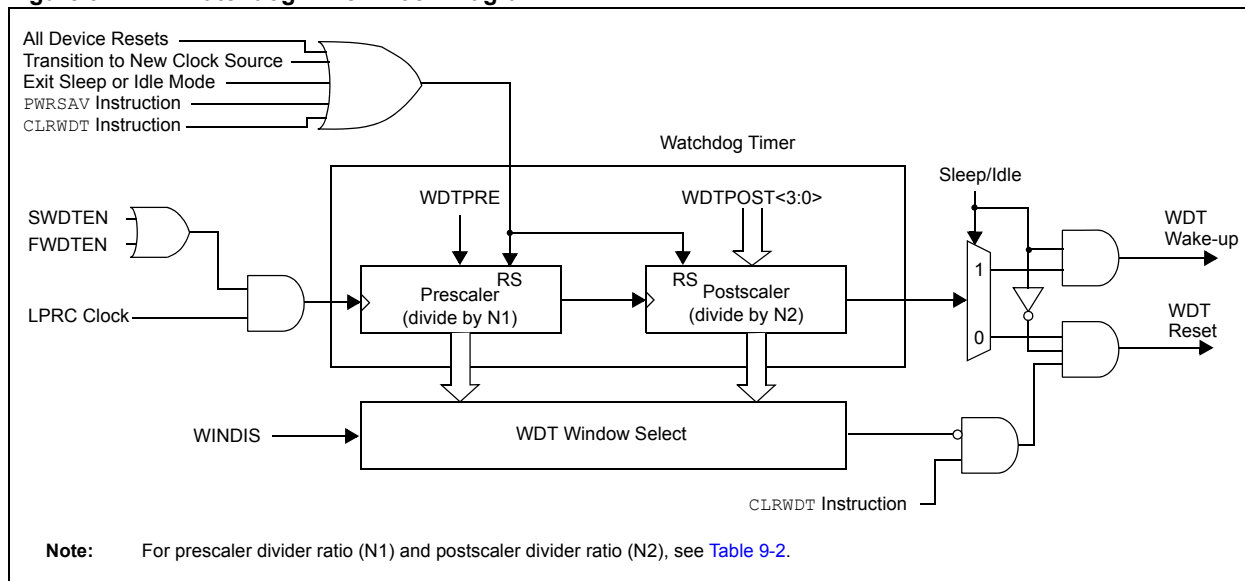 All Device Resets
Transition to New Clock Source
Exit Sleep or Idle Mode
PWRSAV Instruction
CLRWDT Instruction
Watchdog Timer
Sleep/Idle
SWDTEN
FWDTEN
WDTPRE
WDTPOST<3:0>
WDT
Wake-up
RS
Prescaler
(divide by N1)
RS
Postscaler
(divide by N2)
1
0
LPRC Clock
WDT
Reset
WINDIS
WDT Window Select
CLRWDT Instruction
Note: For prescaler divider ratio (N1) and postscaler divider ratio (N2), see Table 9-2.